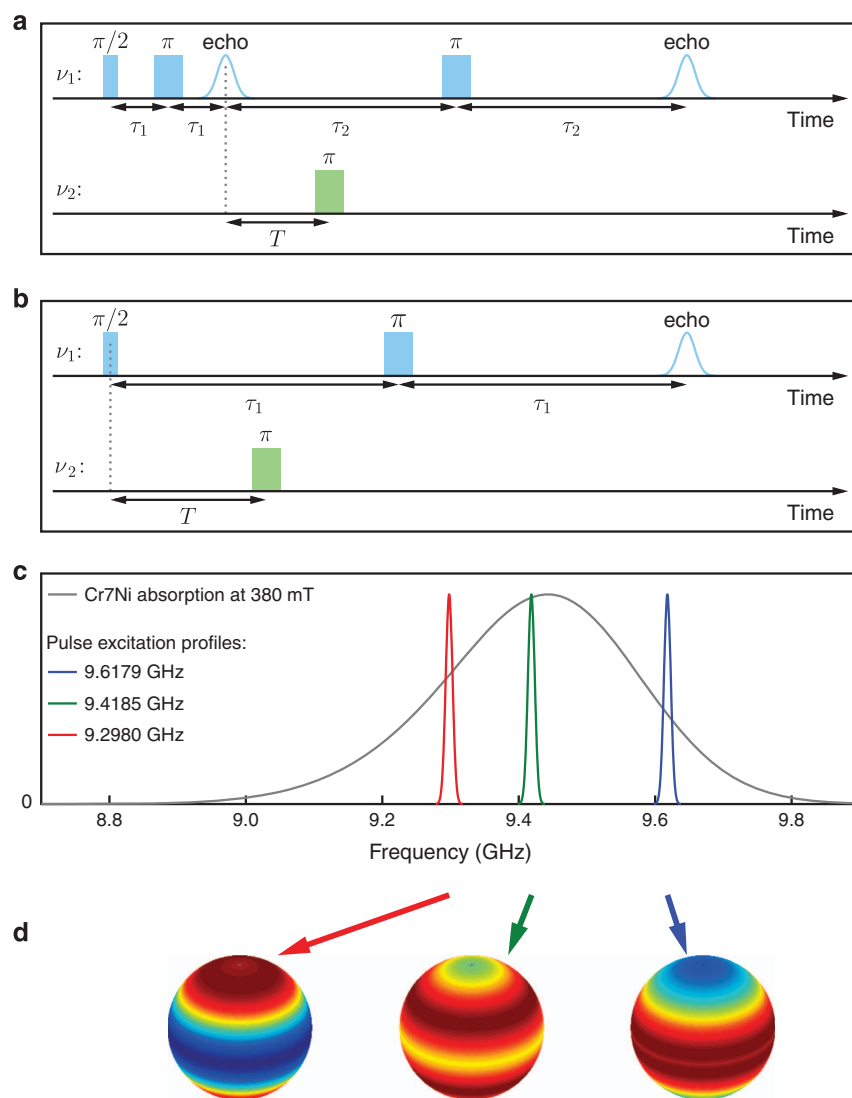 a
π/2 π echo π echo
ν₁:
τ₁ τ₁ τ₂ τ₂
Time
π
ν₂:
T
Time
b
π/2 π echo
ν₁:
τ₁ τ₁
Time
π
ν₂:
T
Time
c
Cr7Ni absorption at 380 mT
Pulse excitation profiles:
9.6179 GHz
9.4185 GHz
9.2980 GHz
0
8.8 9.0 9.2 9.4 9.6 9.8
Frequency (GHz)
d